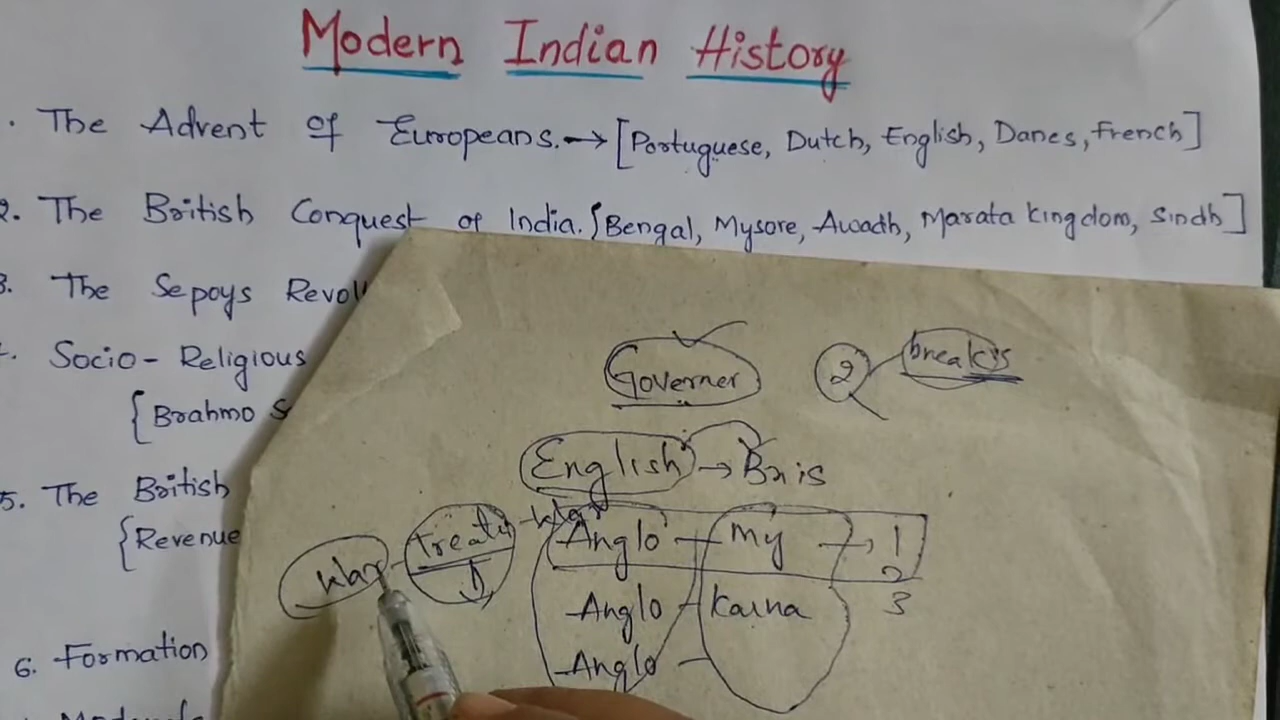 Modern Indian History
. The Advent of Europeans. → [Portuguese, Dutch, English, Danes, French]
2. The British Conquest of India. [Bengal, Mysore, Awadh, Marata kingdom, Sindh]
3. The Sepoys Revol
Socio - Religious
{Brahmo S
5. The British
{Revenue
6. Formation
Governer 2 breaks
English → Bris
War - treaty - War
Anglo - My → 1
2
Anglo - Karna 3
Anglo -